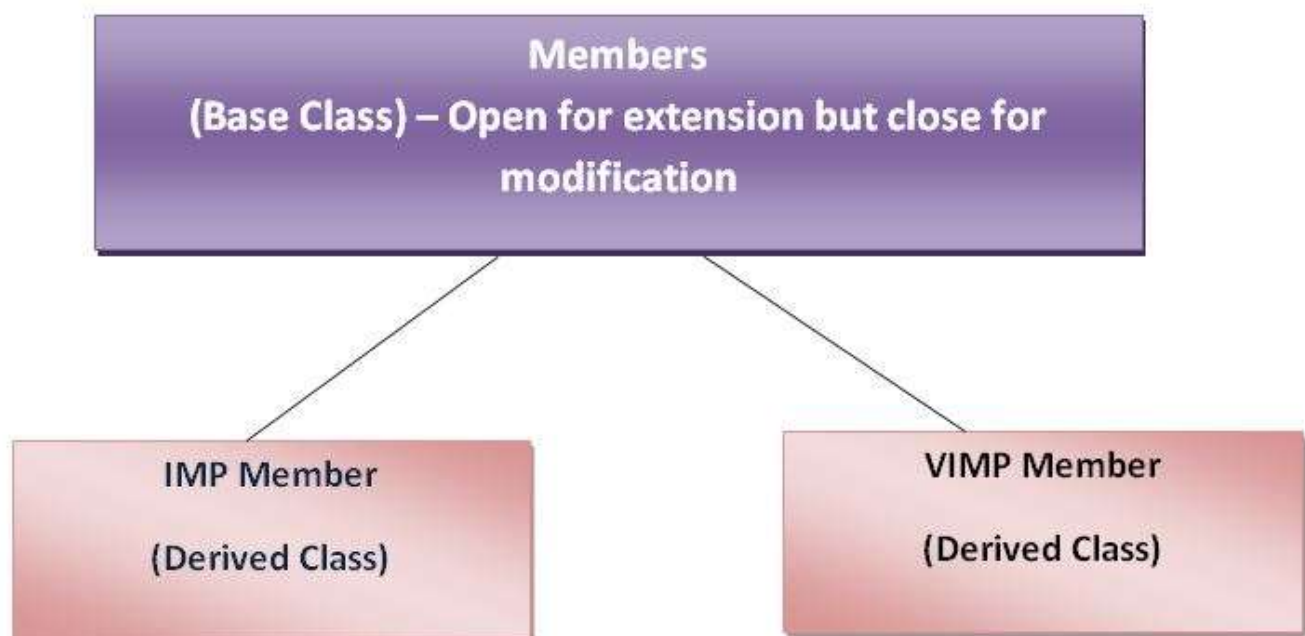 Members
(Base Class) – Open for extension but close for
modification
IMP Member
(Derived Class)
VIMP Member
(Derived Class)